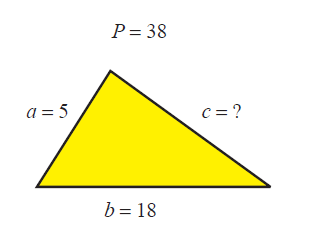 P = 38
a = 5
c = ?
b = 18